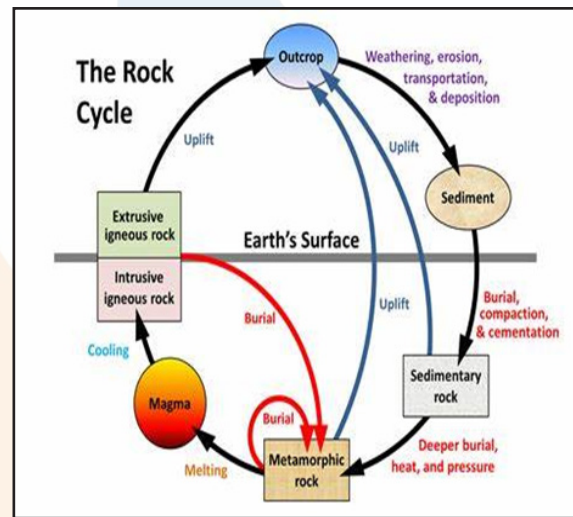 The Rock
Cycle
Outcrop
Weathering, erosion,
transportation,
& deposition
Uplift
Uplift
Sediment
Extrusive
igneous rock
Earth's Surface
Intrusive
igneous rock
Burial
Uplift
Burial,
compaction,
& cementation
Cooling
Sedimentary
rock
Magma
Burial
Melting
Metamorphic
rock
Deeper burial,
heat, and pressure